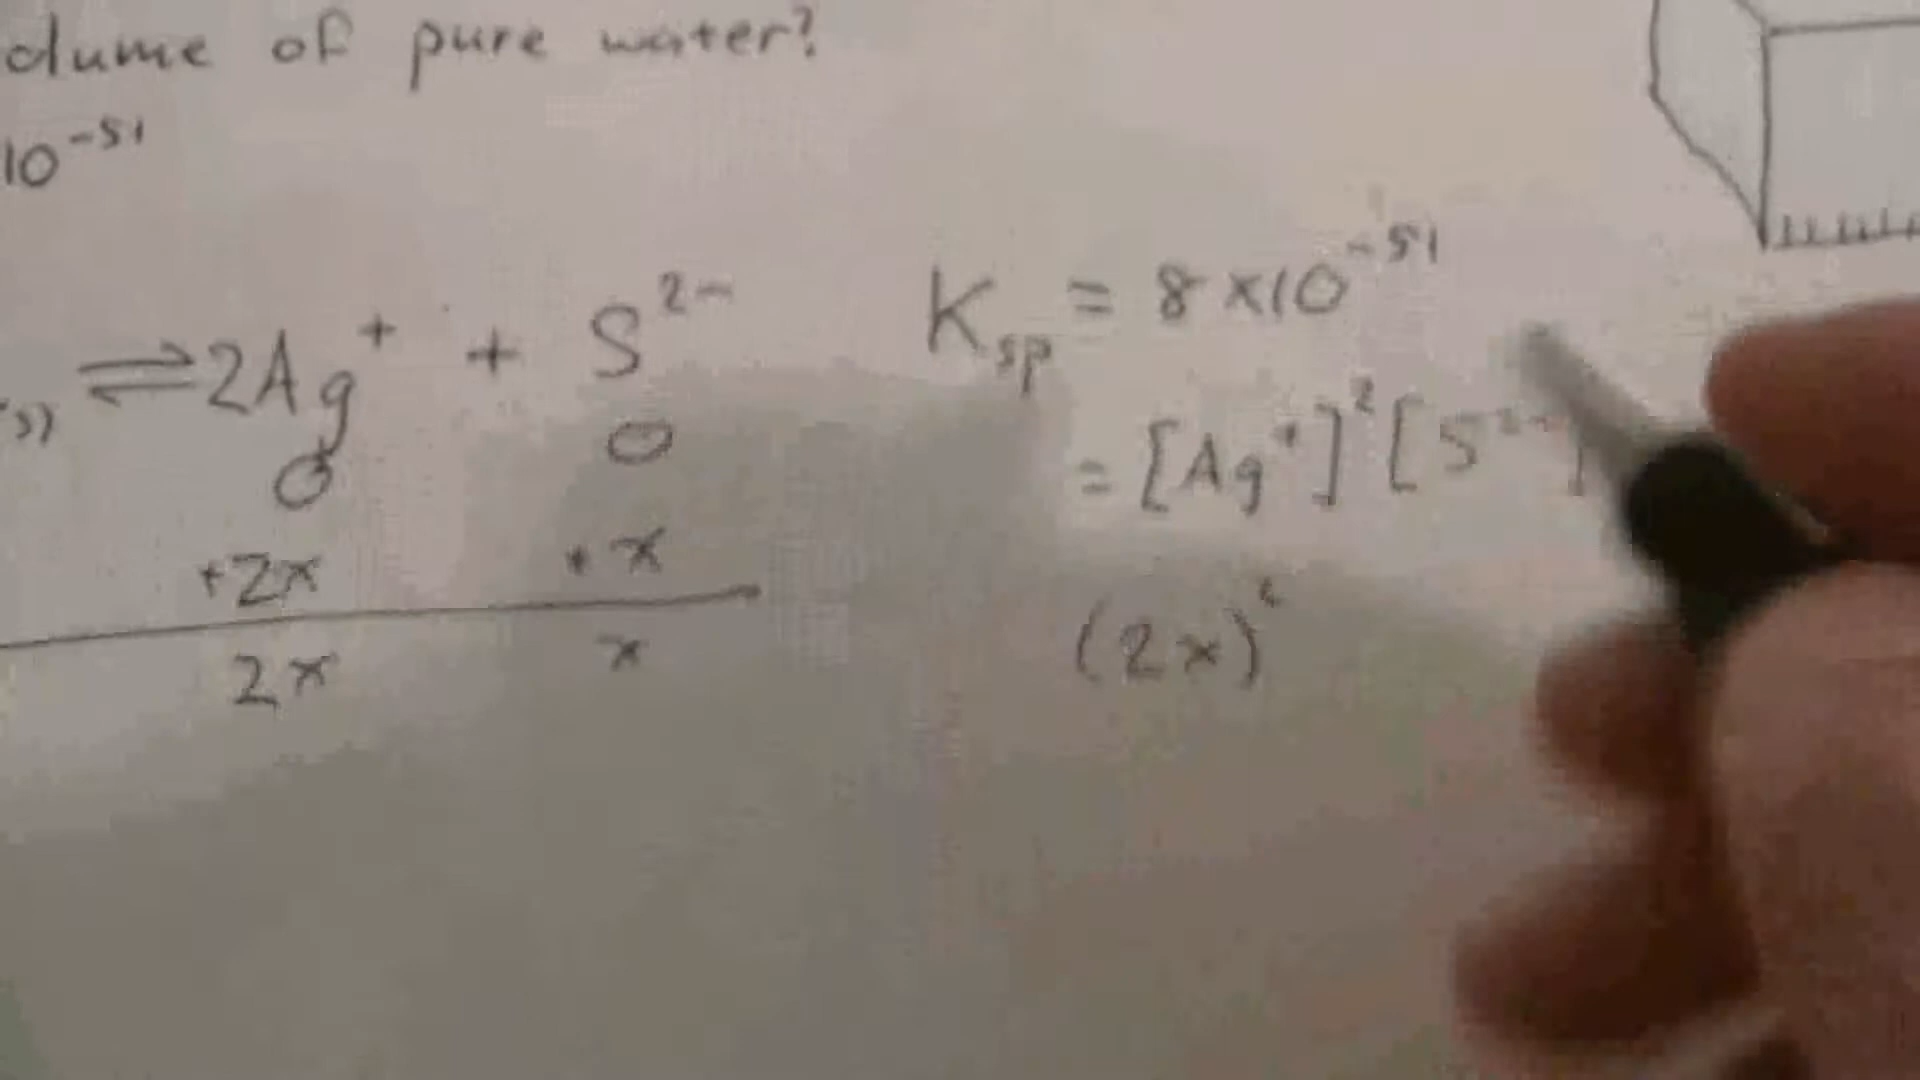 olume of pure water?
10⁻⁵¹
(s) ⇌ 2Ag⁺ + S²⁻
0 0
+2x +x
2x x
Ksp = 8×10⁻⁵¹
= [Ag⁺]²[S²⁻]
(2x)²